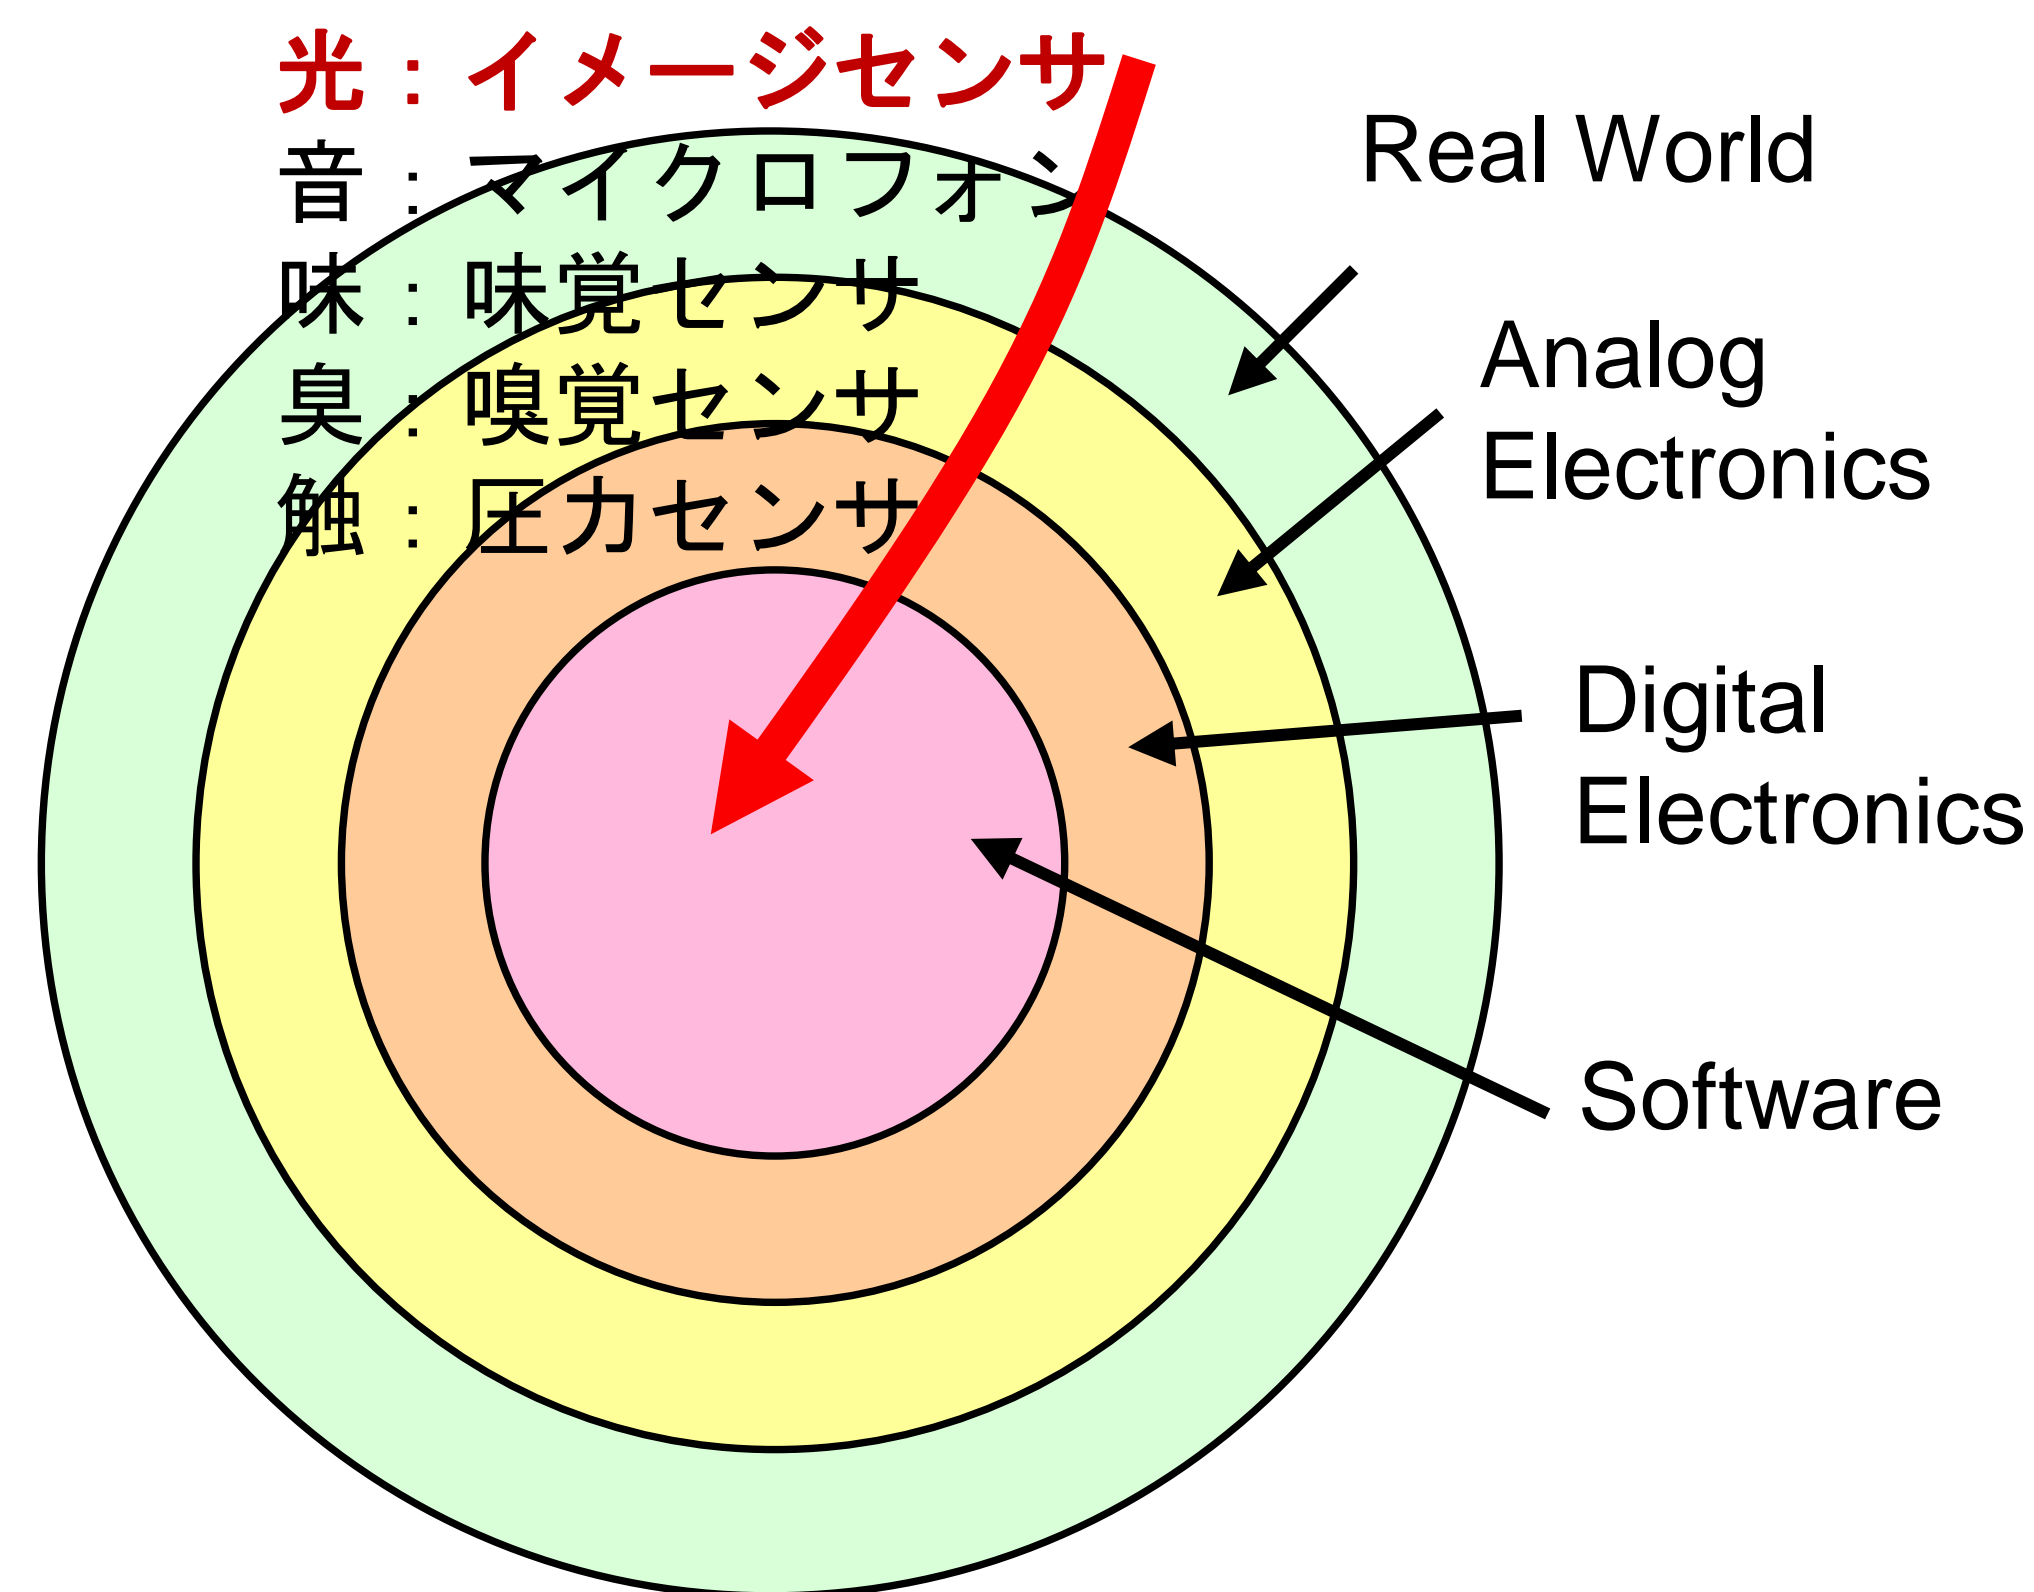 光：イメージセンサ
音：マイクロフォン
味：味覚センサ
臭：嗅覚センサ
触：圧力センサ
Real World
Analog
Electronics
Digital
Electronics
Software